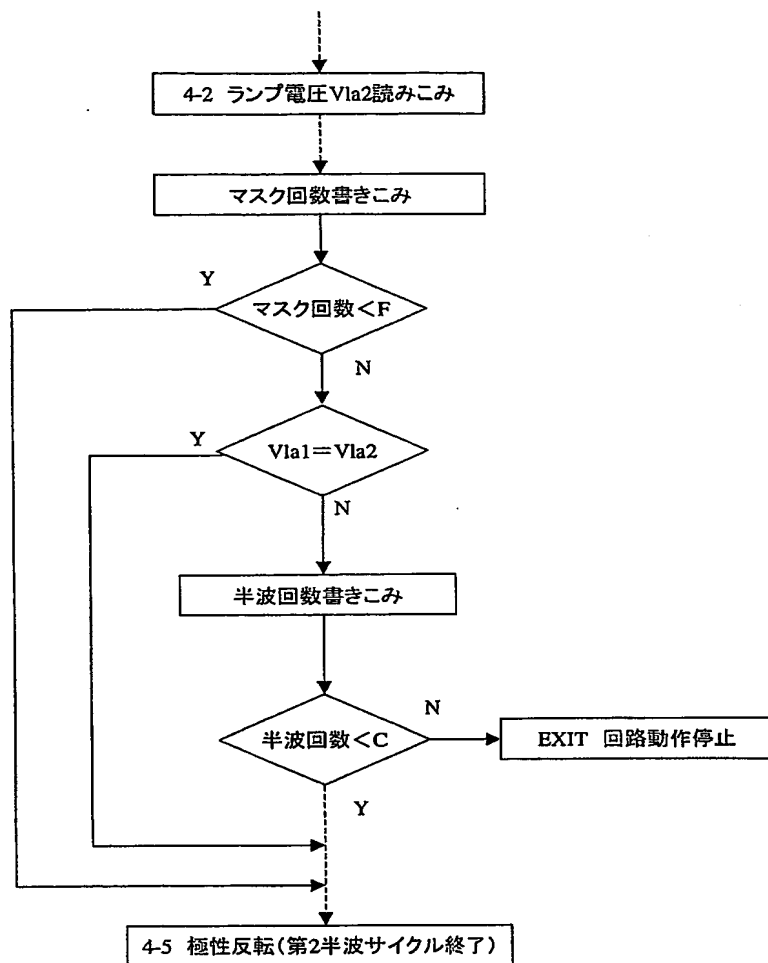 4-2 ランプ電圧Vla2読みこみ
マスク回数書きこみ
Y
マスク回数<F
N
Y
Vla1=Vla2
N
半波回数書きこみ
半波回数<C
N
EXIT 回路動作停止
Y
4-5 極性反転(第2半波サイクル終了)